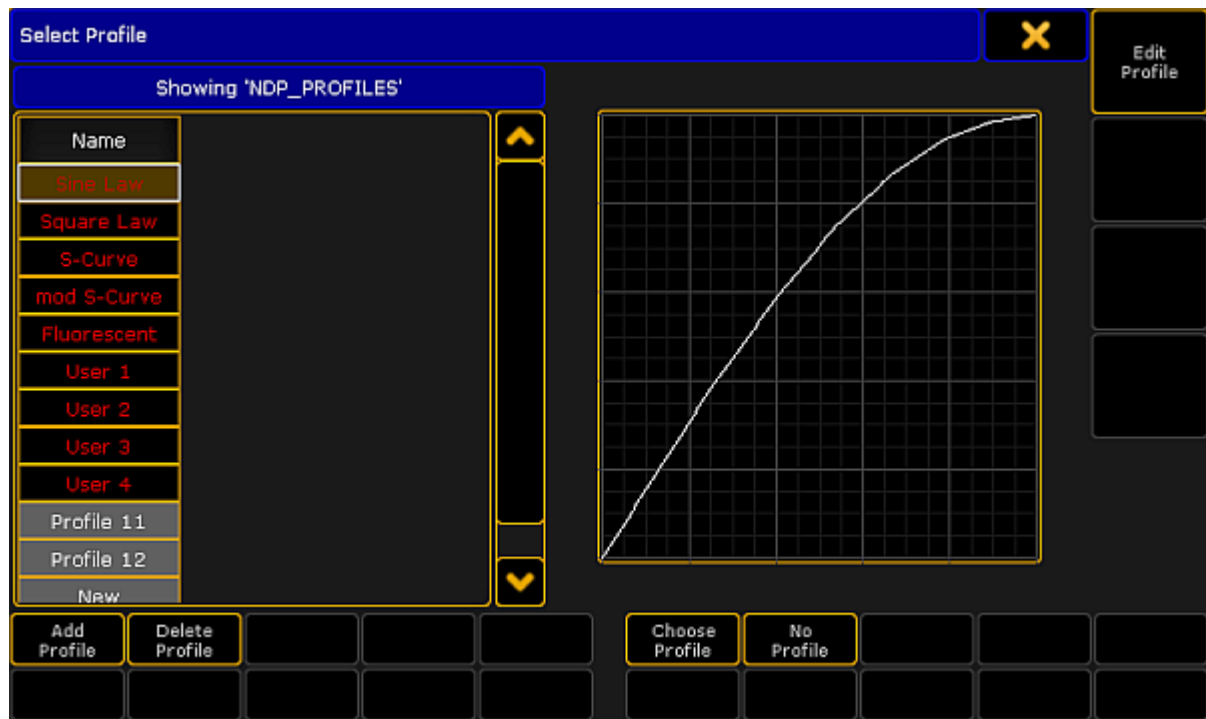 Select Profile
Edit
Profile
Showing 'NDP_PROFILES'
Name
Sine Law
Square Law
S-Curve
mod S-Curve
Fluorescent
User 1
User 2
User 3
User 4
Profile 11
Profile 12
New
Add
Profile
Delete
Profile
Choose
Profile
No
Profile